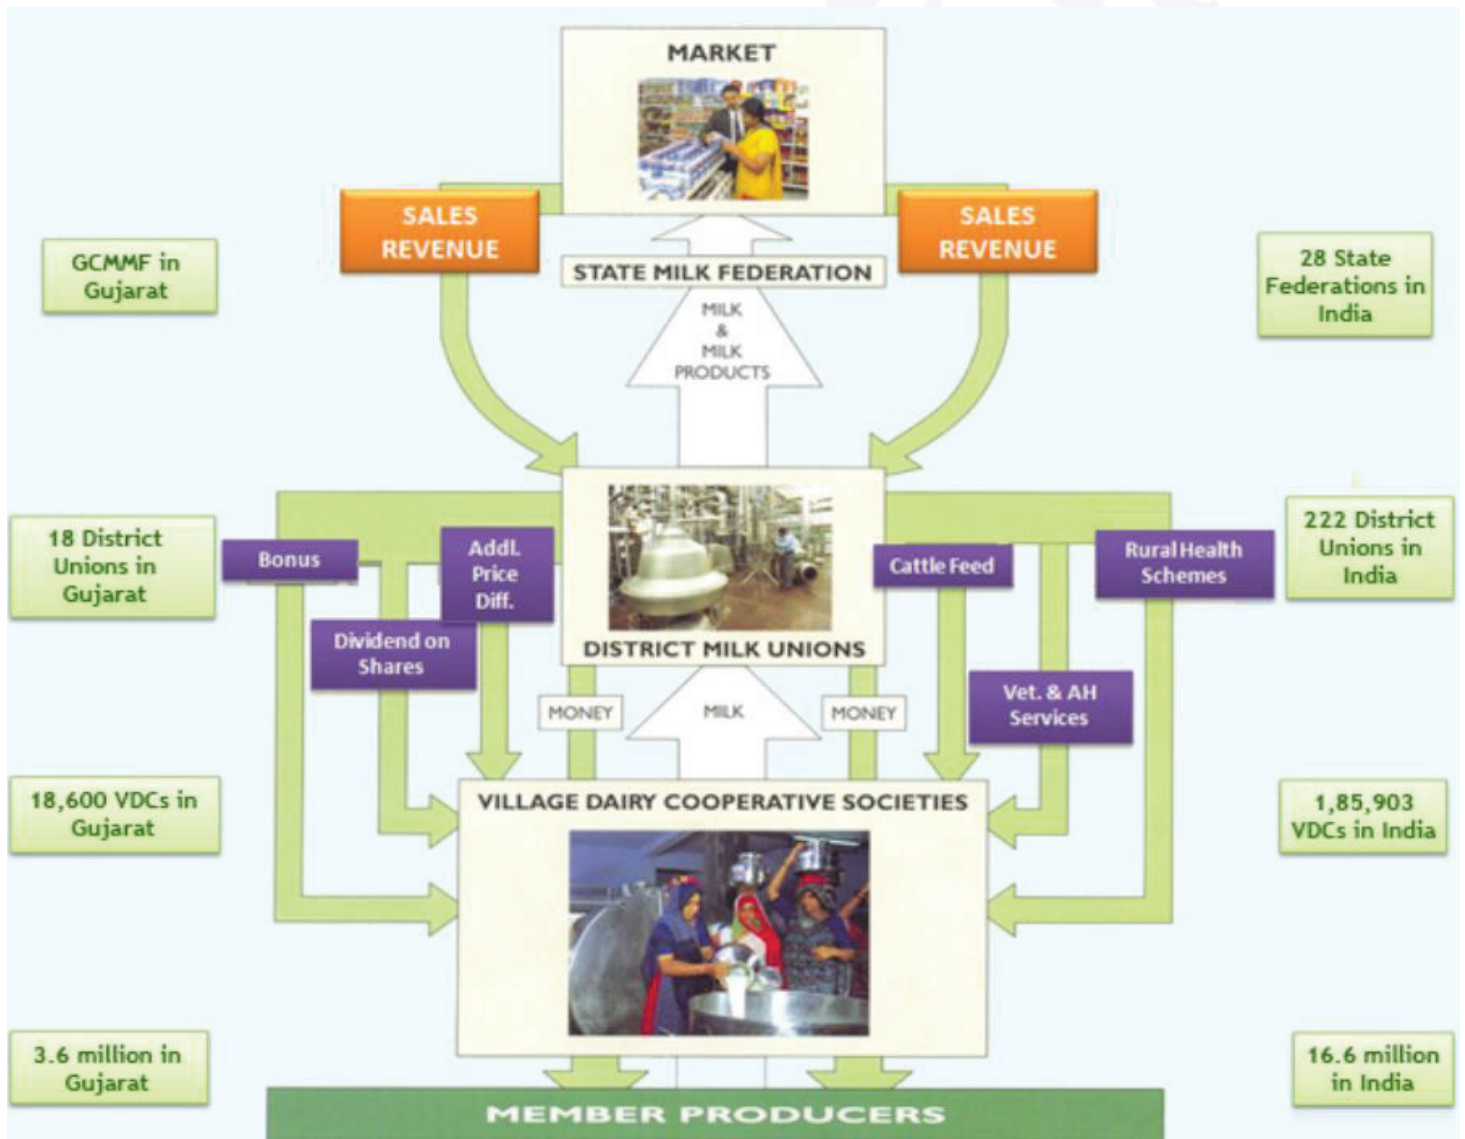 MARKET
SALES
REVENUE
SALES
REVENUE
GCMMF in
Gujarat
STATE MILK FEDERATION
28 State
Federations in
India
MILK
&
MILK
PRODUCTS
18 District
Unions in
Gujarat
Bonus
Addl.
Price
Diff.
Dividend on
Shares
DISTRICT MILK UNIONS
Cattle Feed
Rural Health
Schemes
Vet. & AH
Services
222 District
Unions in
India
MONEY
MILK
MONEY
18,600 VDCs in
Gujarat
VILLAGE DAIRY COOPERATIVE SOCIETIES
1,85,903
VDCs in India
3.6 million in
Gujarat
16.6 million
in India
MEMBER PRODUCERS